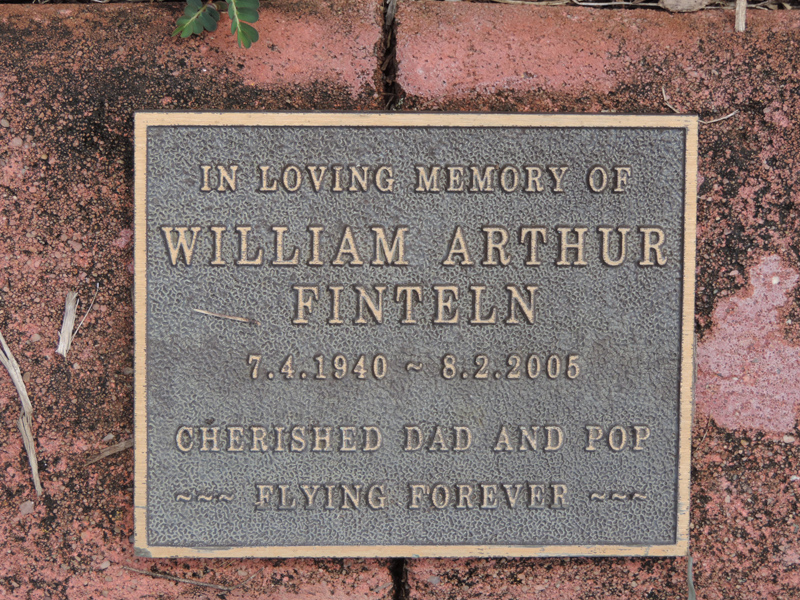 IN LOVING MEMORY OF
WILLIAM ARTHUR
FINTELN
7.4.1940 ~ 8.2.2005
CHERISHED DAD AND POP
~~~ FLYING FOREVER ~~~